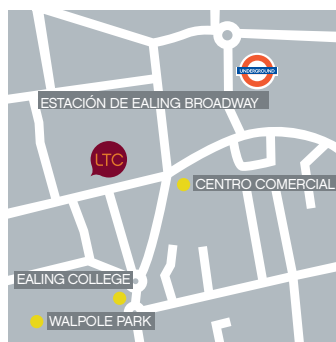 UNDERGROUND
ESTACIÓN DE EALING BROADWAY
LTC
CENTRO COMERCIAL
EALING COLLEGE
WALPOLE PARK